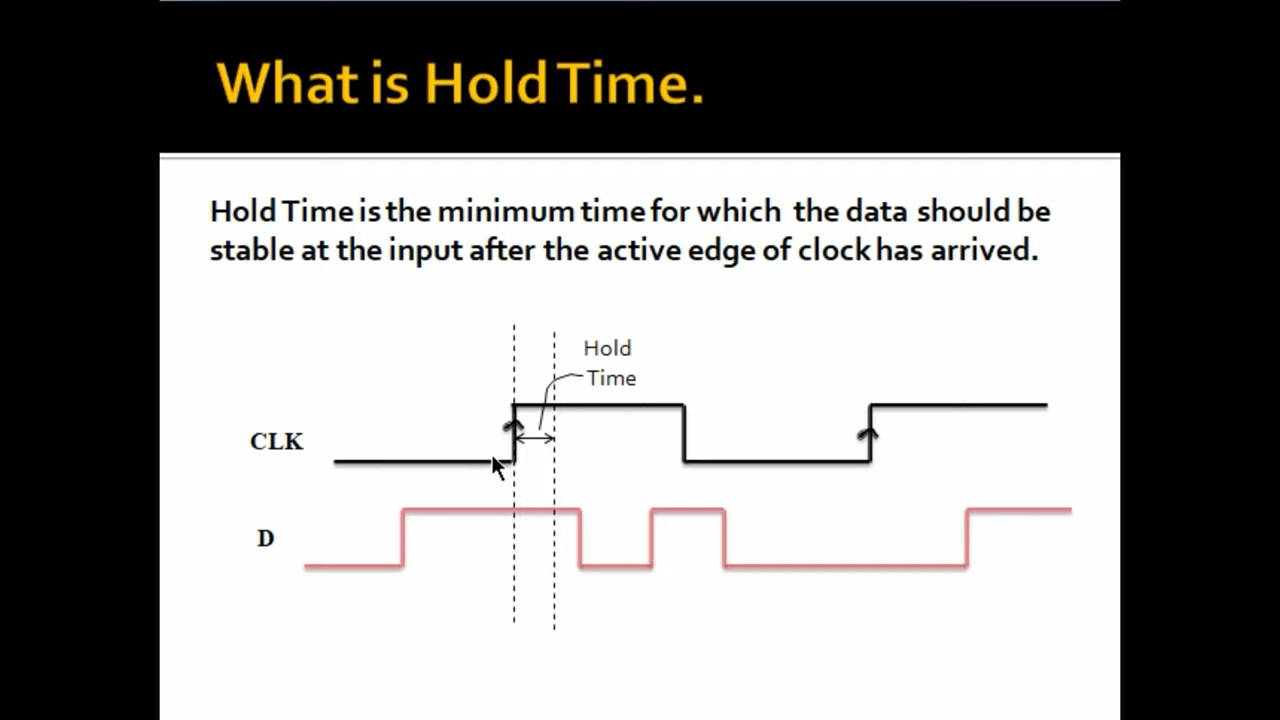 What is Hold Time.
Hold Time is the minimum time for which the data should be
stable at the input after the active edge of clock has arrived.
Hold
Time
CLK
D